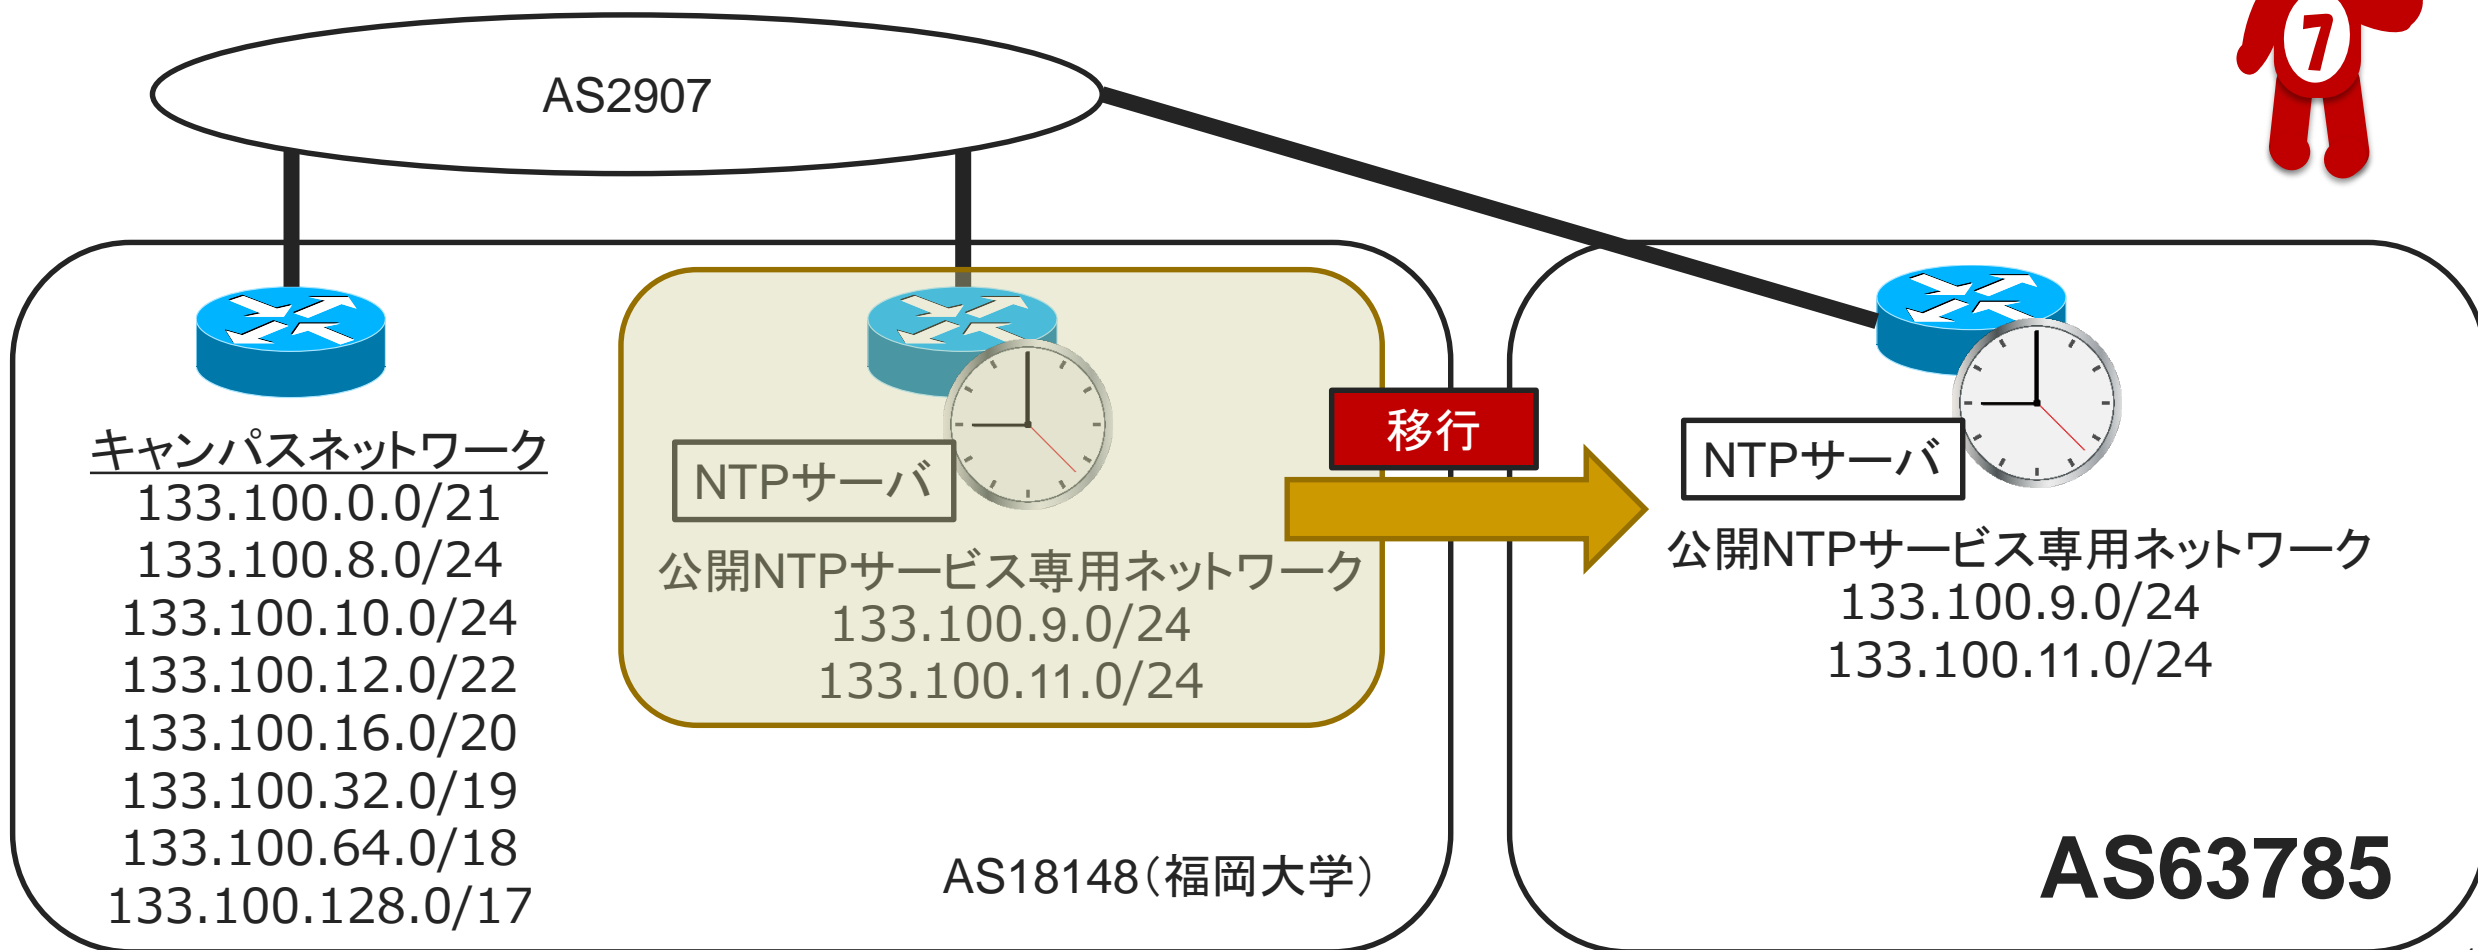 AS2907
7
キャンパスネットワーク
133.100.0.0/21
133.100.8.0/24
133.100.10.0/24
133.100.12.0/22
133.100.16.0/20
133.100.32.0/19
133.100.64.0/18
133.100.128.0/17
NTPサーバ
公開NTPサービス専用ネットワーク
133.100.9.0/24
133.100.11.0/24
AS18148(福岡大学)
移行
NTPサーバ
公開NTPサービス専用ネットワーク
133.100.9.0/24
133.100.11.0/24
AS63785